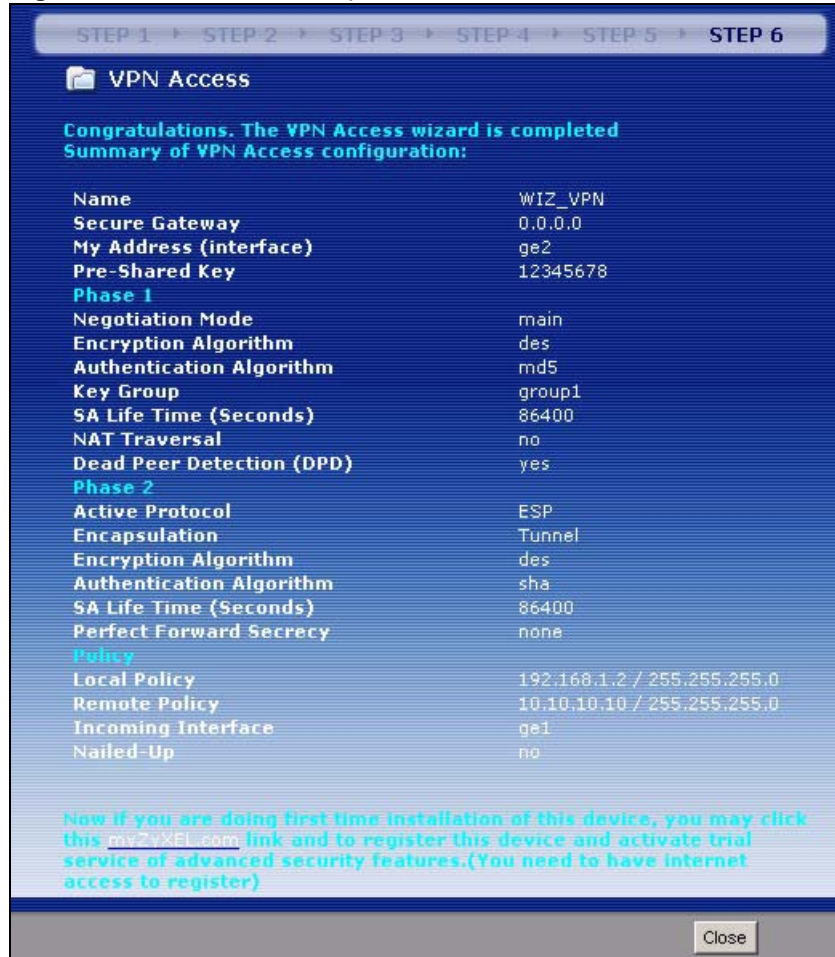 STEP 1 STEP 2 STEP 3 STEP 4 STEP 5 STEP 6
VPN Access
Congratulations. The VPN Access wizard is completed
Summary of VPN Access configuration:
Name WIZ_VPN
Secure Gateway 0.0.0.0
My Address (interface) ge2
Pre-Shared Key 12345678
Phase 1
Negotiation Mode main
Encryption Algorithm des
Authentication Algorithm md5
Key Group group1
SA Life Time (Seconds) 86400
NAT Traversal no
Dead Peer Detection (DPD) yes
Phase 2
Active Protocol ESP
Encapsulation Tunnel
Encryption Algorithm des
Authentication Algorithm sha
SA Life Time (Seconds) 86400
Perfect Forward Secrecy none
Policy
Local Policy 192.168.1.2 / 255.255.255.0
Remote Policy 10.10.10.10 / 255.255.255.0
Incoming Interface ge1
Nailed-Up no
Now if you are doing first time installation of this device, you may click
this myZyXEL.com link and to register this device and activate trial
service of advanced security features.(You need to have internet
access to register)
Close